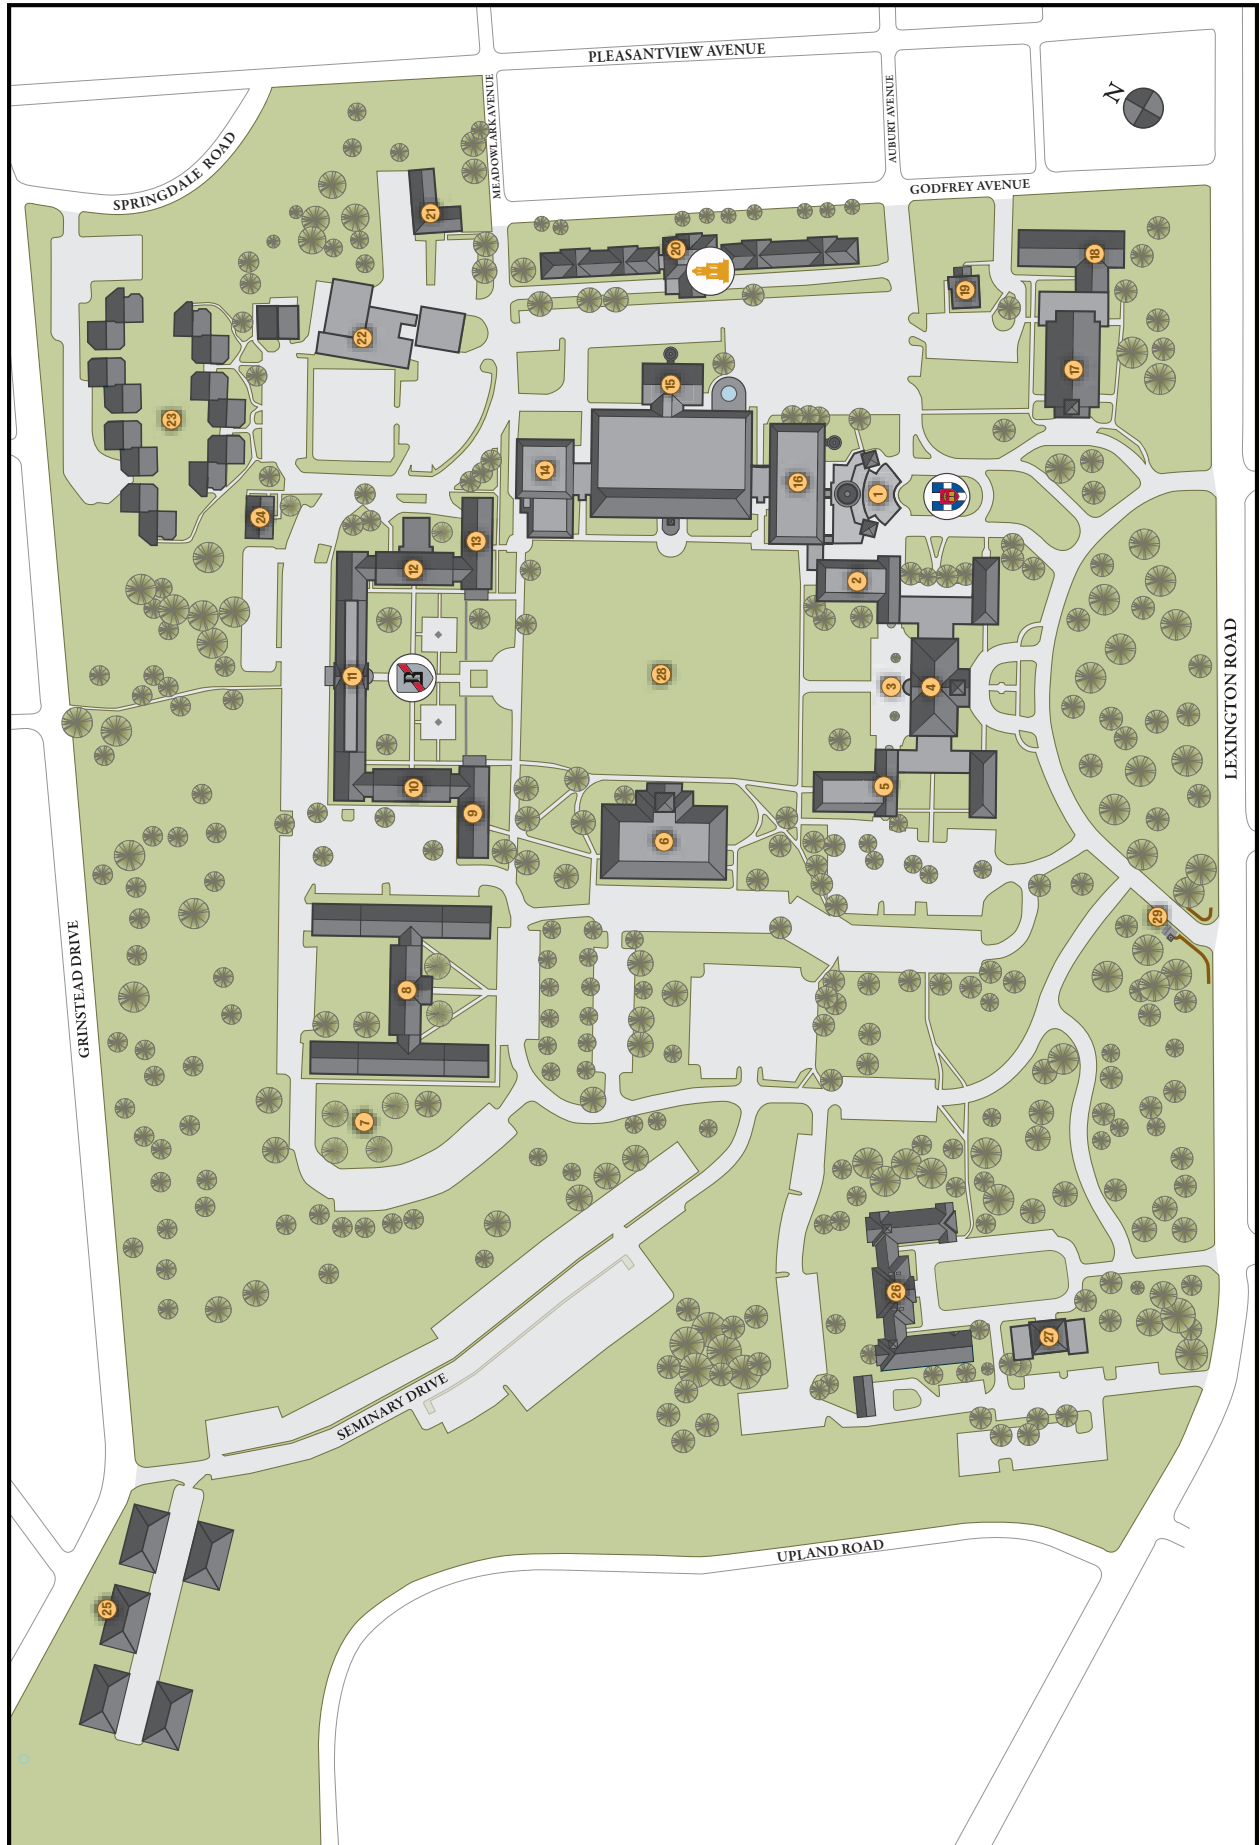 PLEASANTVIEW AVENUE
N
MEADOWLARK AVENUE
AUBURT AVENUE
SPRINGDALE ROAD
GODFREY AVENUE
21
20
18
19
22
17
15
23
14
16
1
24
13
12
2
11
28
3
4
B
LEXINGTON ROAD
10
5
9
6
29
GRINSTEAD DRIVE
8
7
26
27
SEMINARY DRIVE
UPLAND ROAD
25